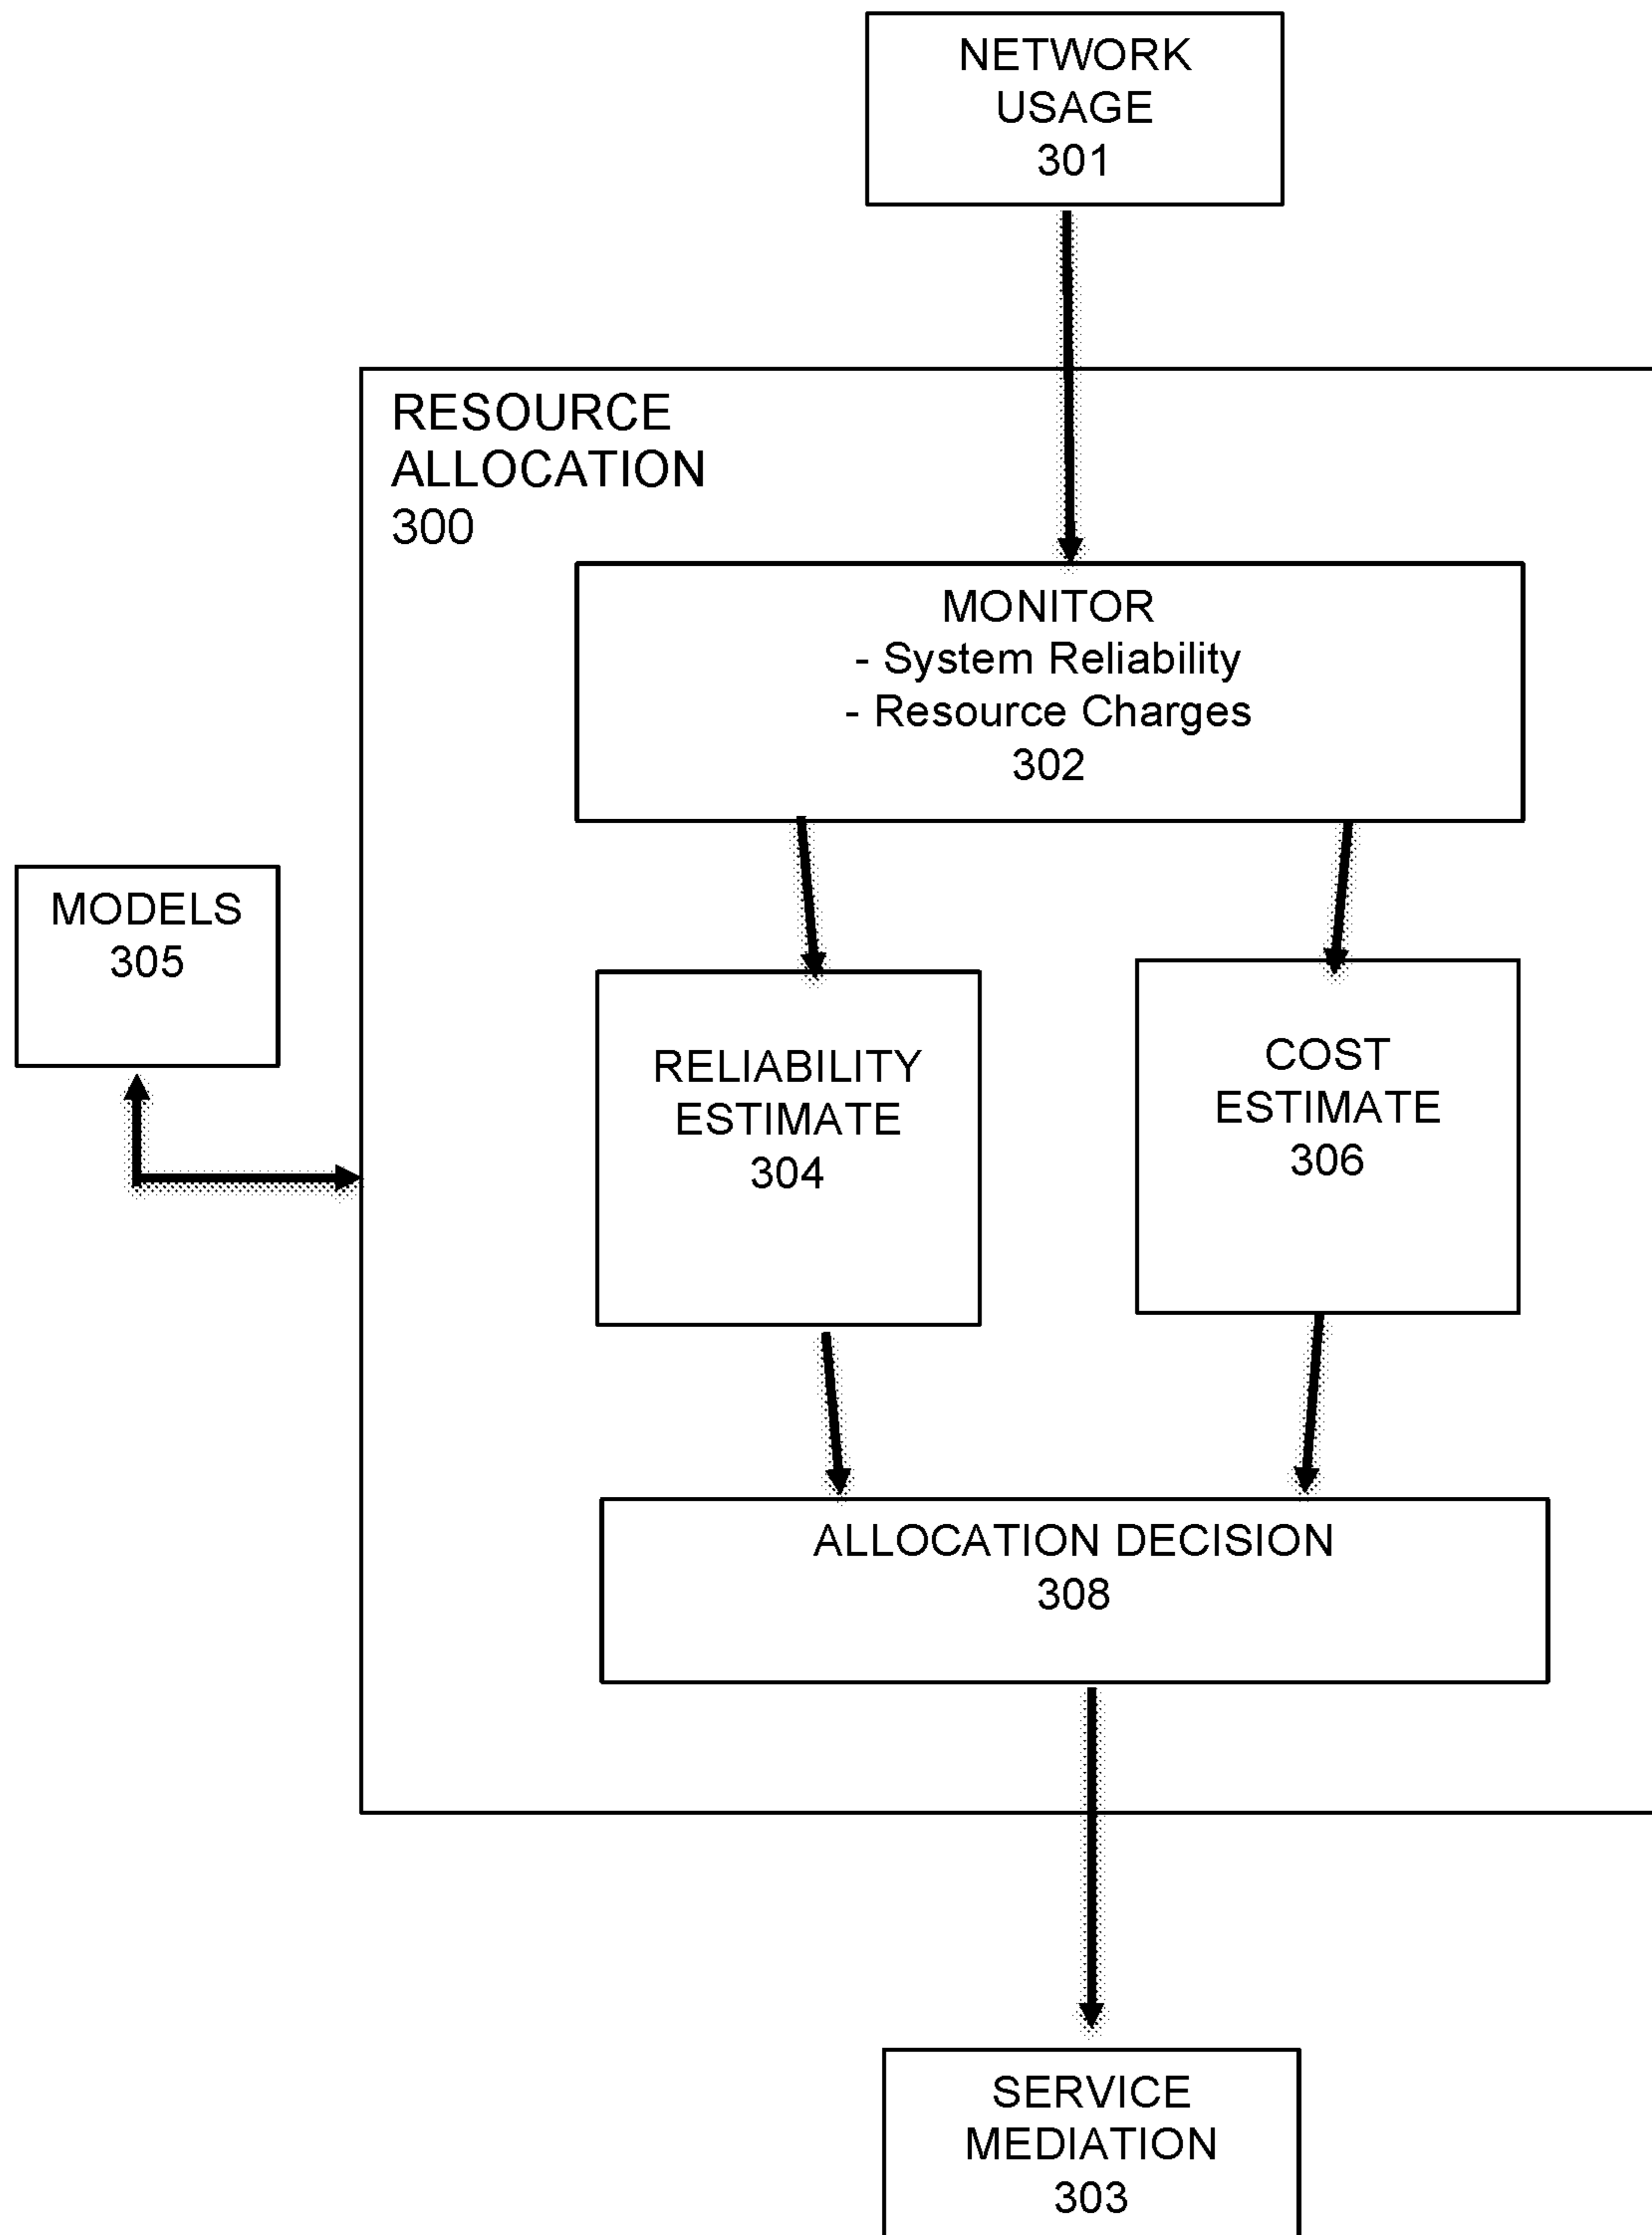 NETWORK
USAGE
301
RESOURCE
ALLOCATION
300
MONITOR
- System Reliability
- Resource Charges
302
MODELS
305
RELIABILITY
ESTIMATE
304
COST
ESTIMATE
306
ALLOCATION DECISION
308
SERVICE
MEDIATION
303